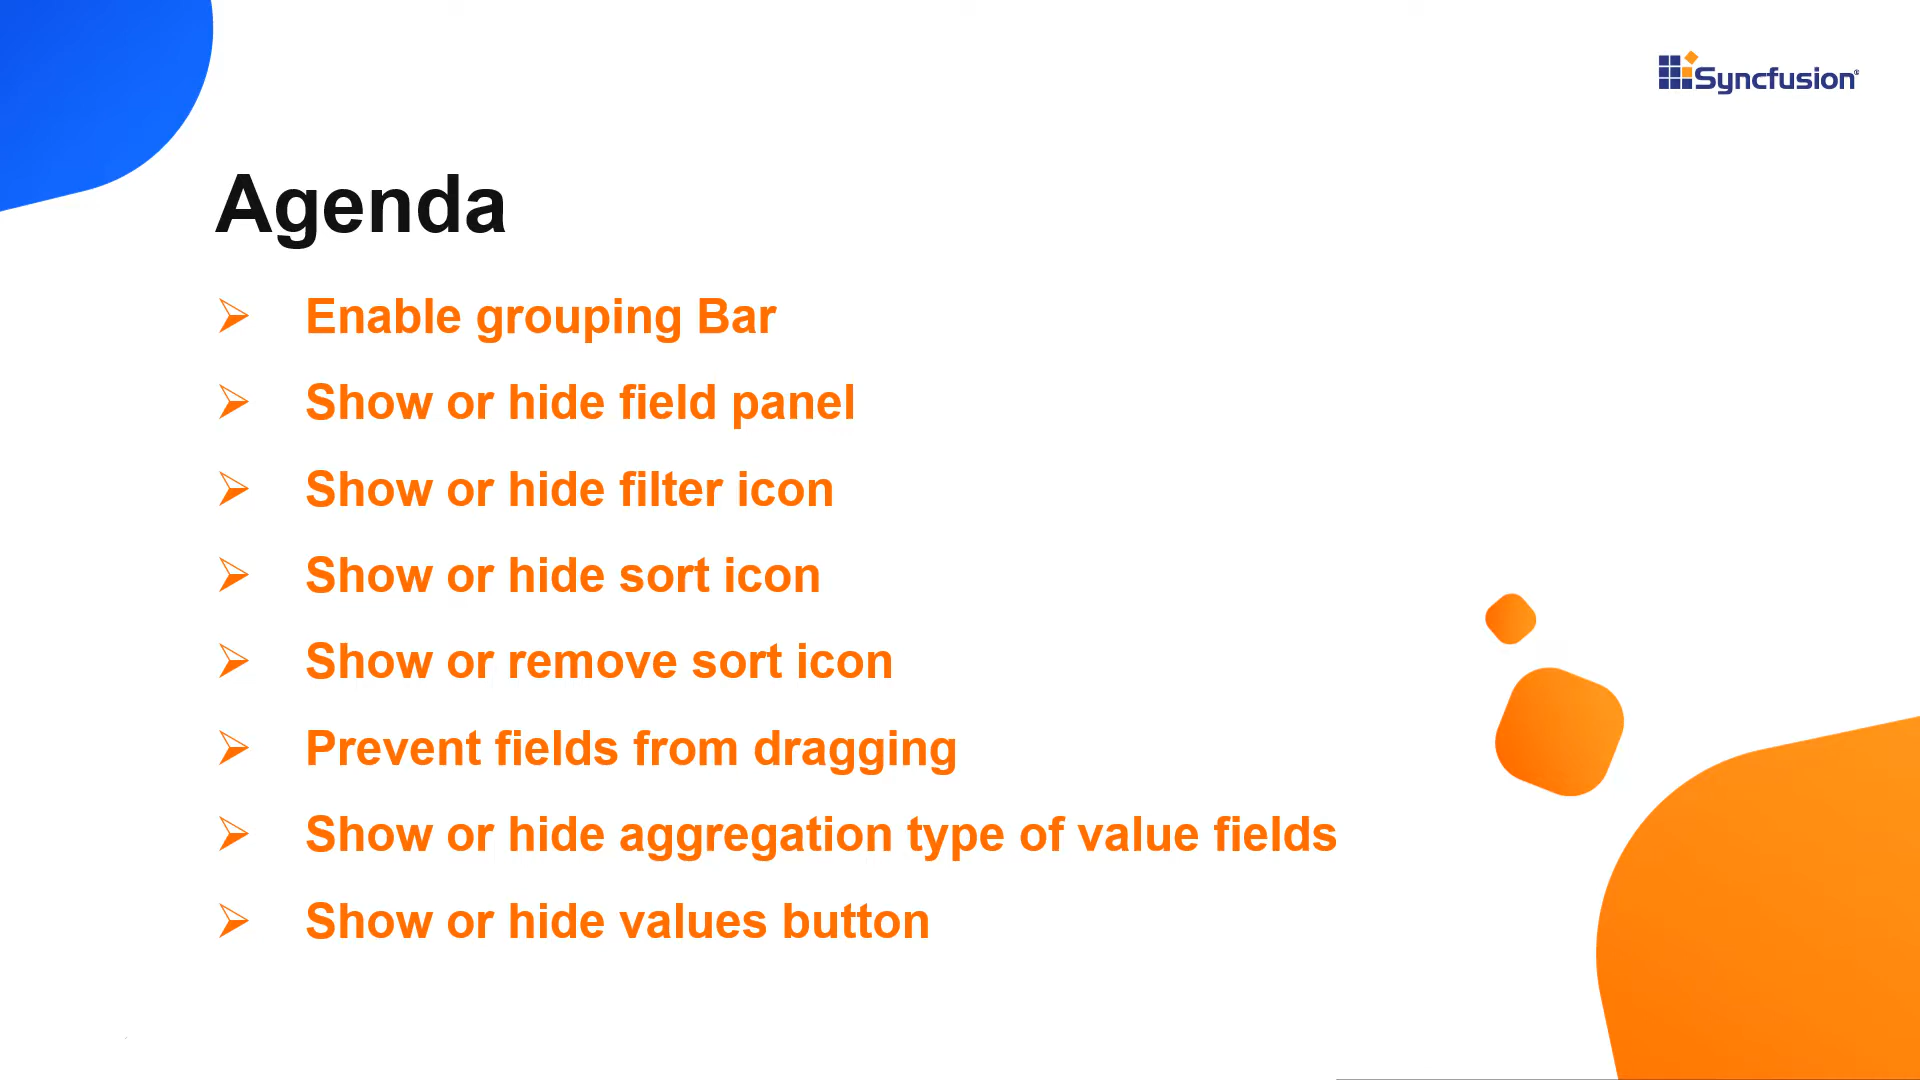 Syncfusion®
Agenda
➢ Enable grouping Bar
➢ Show or hide field panel
➢ Show or hide filter icon
➢ Show or hide sort icon
➢ Show or remove sort icon
➢ Prevent fields from dragging
➢ Show or hide aggregation type of value fields
➢ Show or hide values button